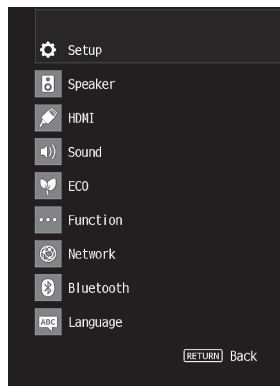 Setup
Speaker
HDMI
Sound
ECO
Function
Network
Bluetooth
ABC Language
RETURN Back